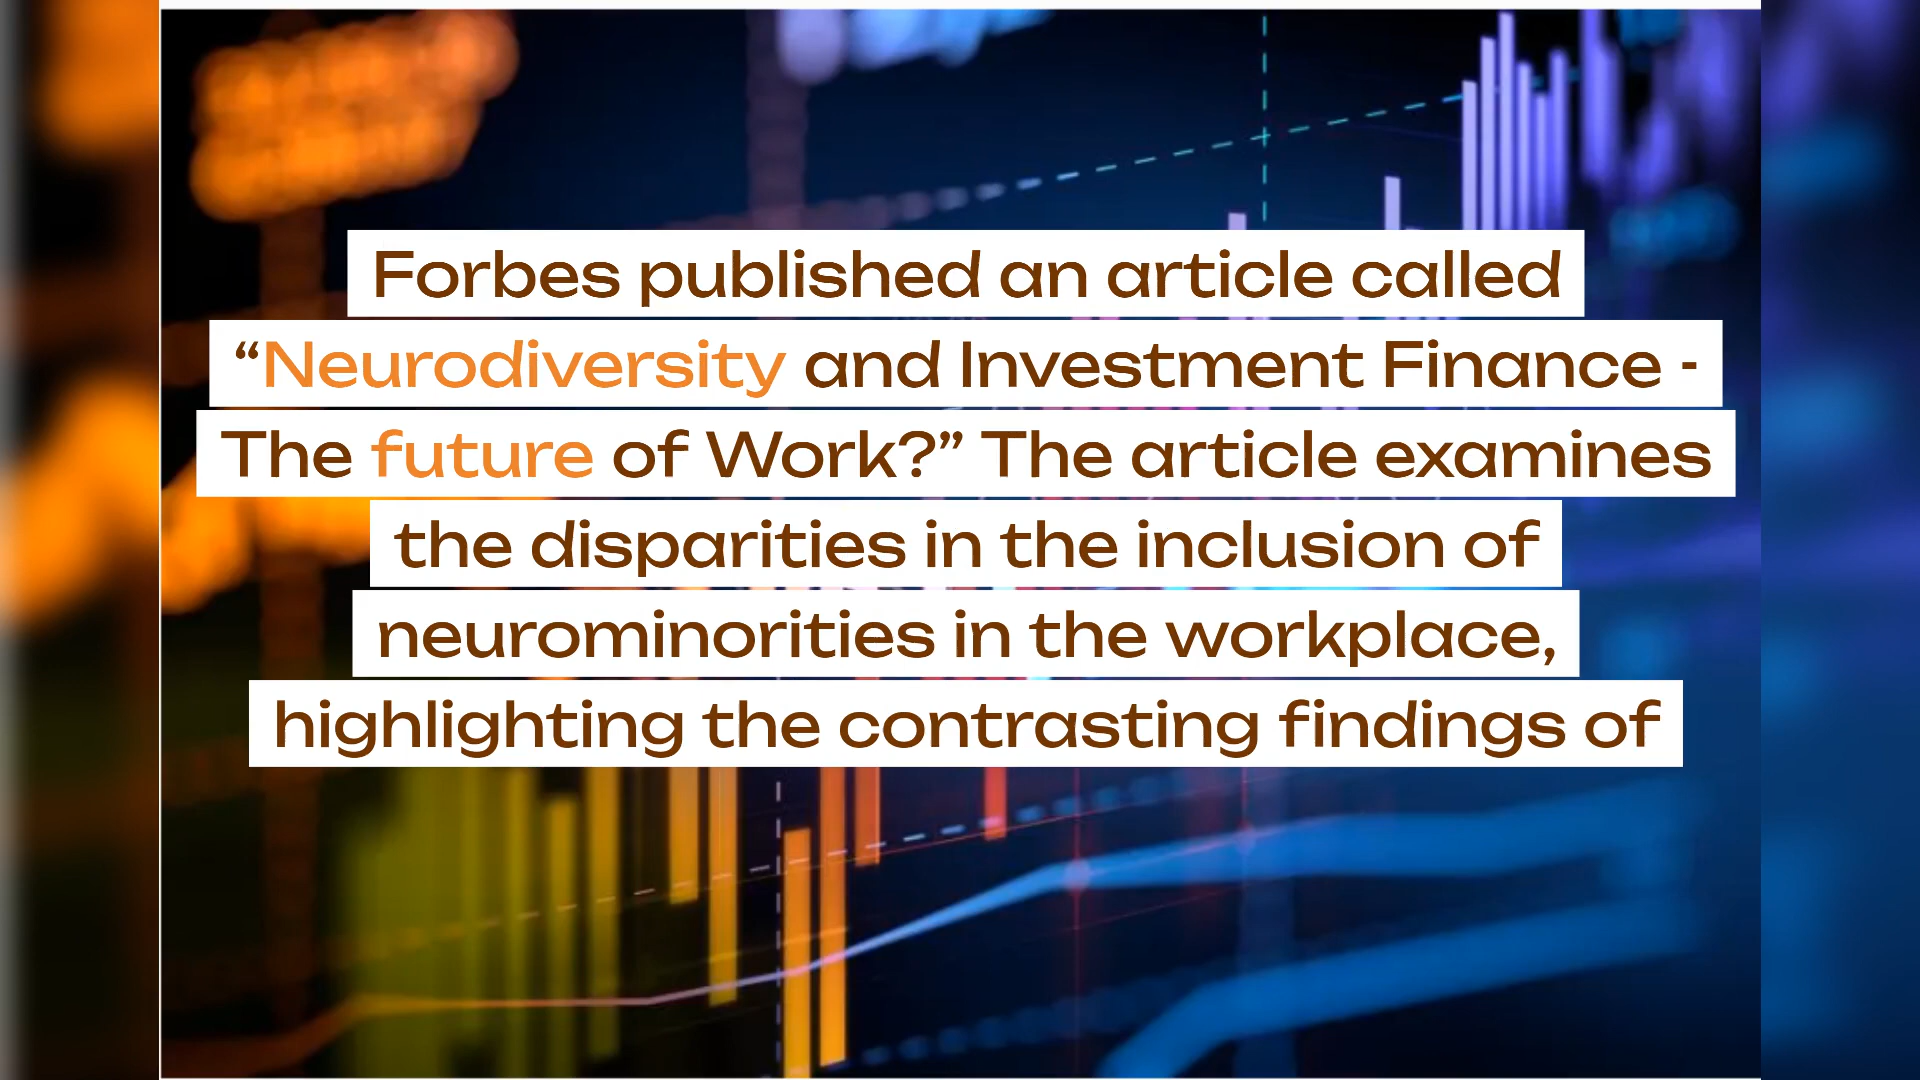 Forbes published an article called
“Neurodiversity and Investment Finance -
The future of Work?” The article examines
the disparities in the inclusion of
neurominorities in the workplace,
highlighting the contrasting findings of